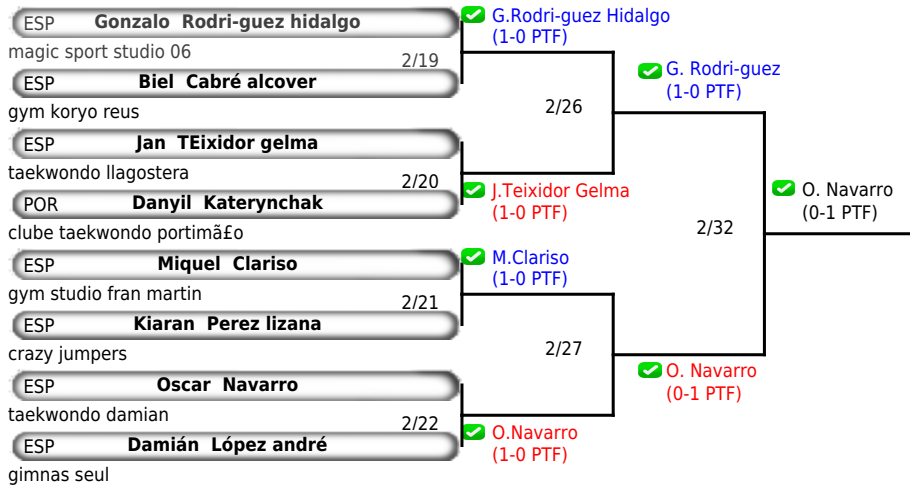 ESP Gonzalo Rodri-guez hidalgo
magic sport studio 06
2/19
ESP Biel Cabré alcover
gym koryo reus
ESP Jan TEixidor gelma
taekwondo llagostera
2/20
POR Danyil Katerynchak
clube taekwondo portimã£o
ESP Miquel Clariso
gym studio fran martin
2/21
ESP Kiaran Perez lizana
crazy jumpers
ESP Oscar Navarro
taekwondo damian
2/22
ESP Damián López andré
gimnas seul
G.Rodri-guez Hidalgo
(1-0 PTF)
2/26
J.Teixidor Gelma
(1-0 PTF)
M.Clariso
(1-0 PTF)
2/27
O.Navarro
(1-0 PTF)
G. Rodri-guez
(1-0 PTF)
2/32
O. Navarro
(0-1 PTF)
O. Navarro
(0-1 PTF)